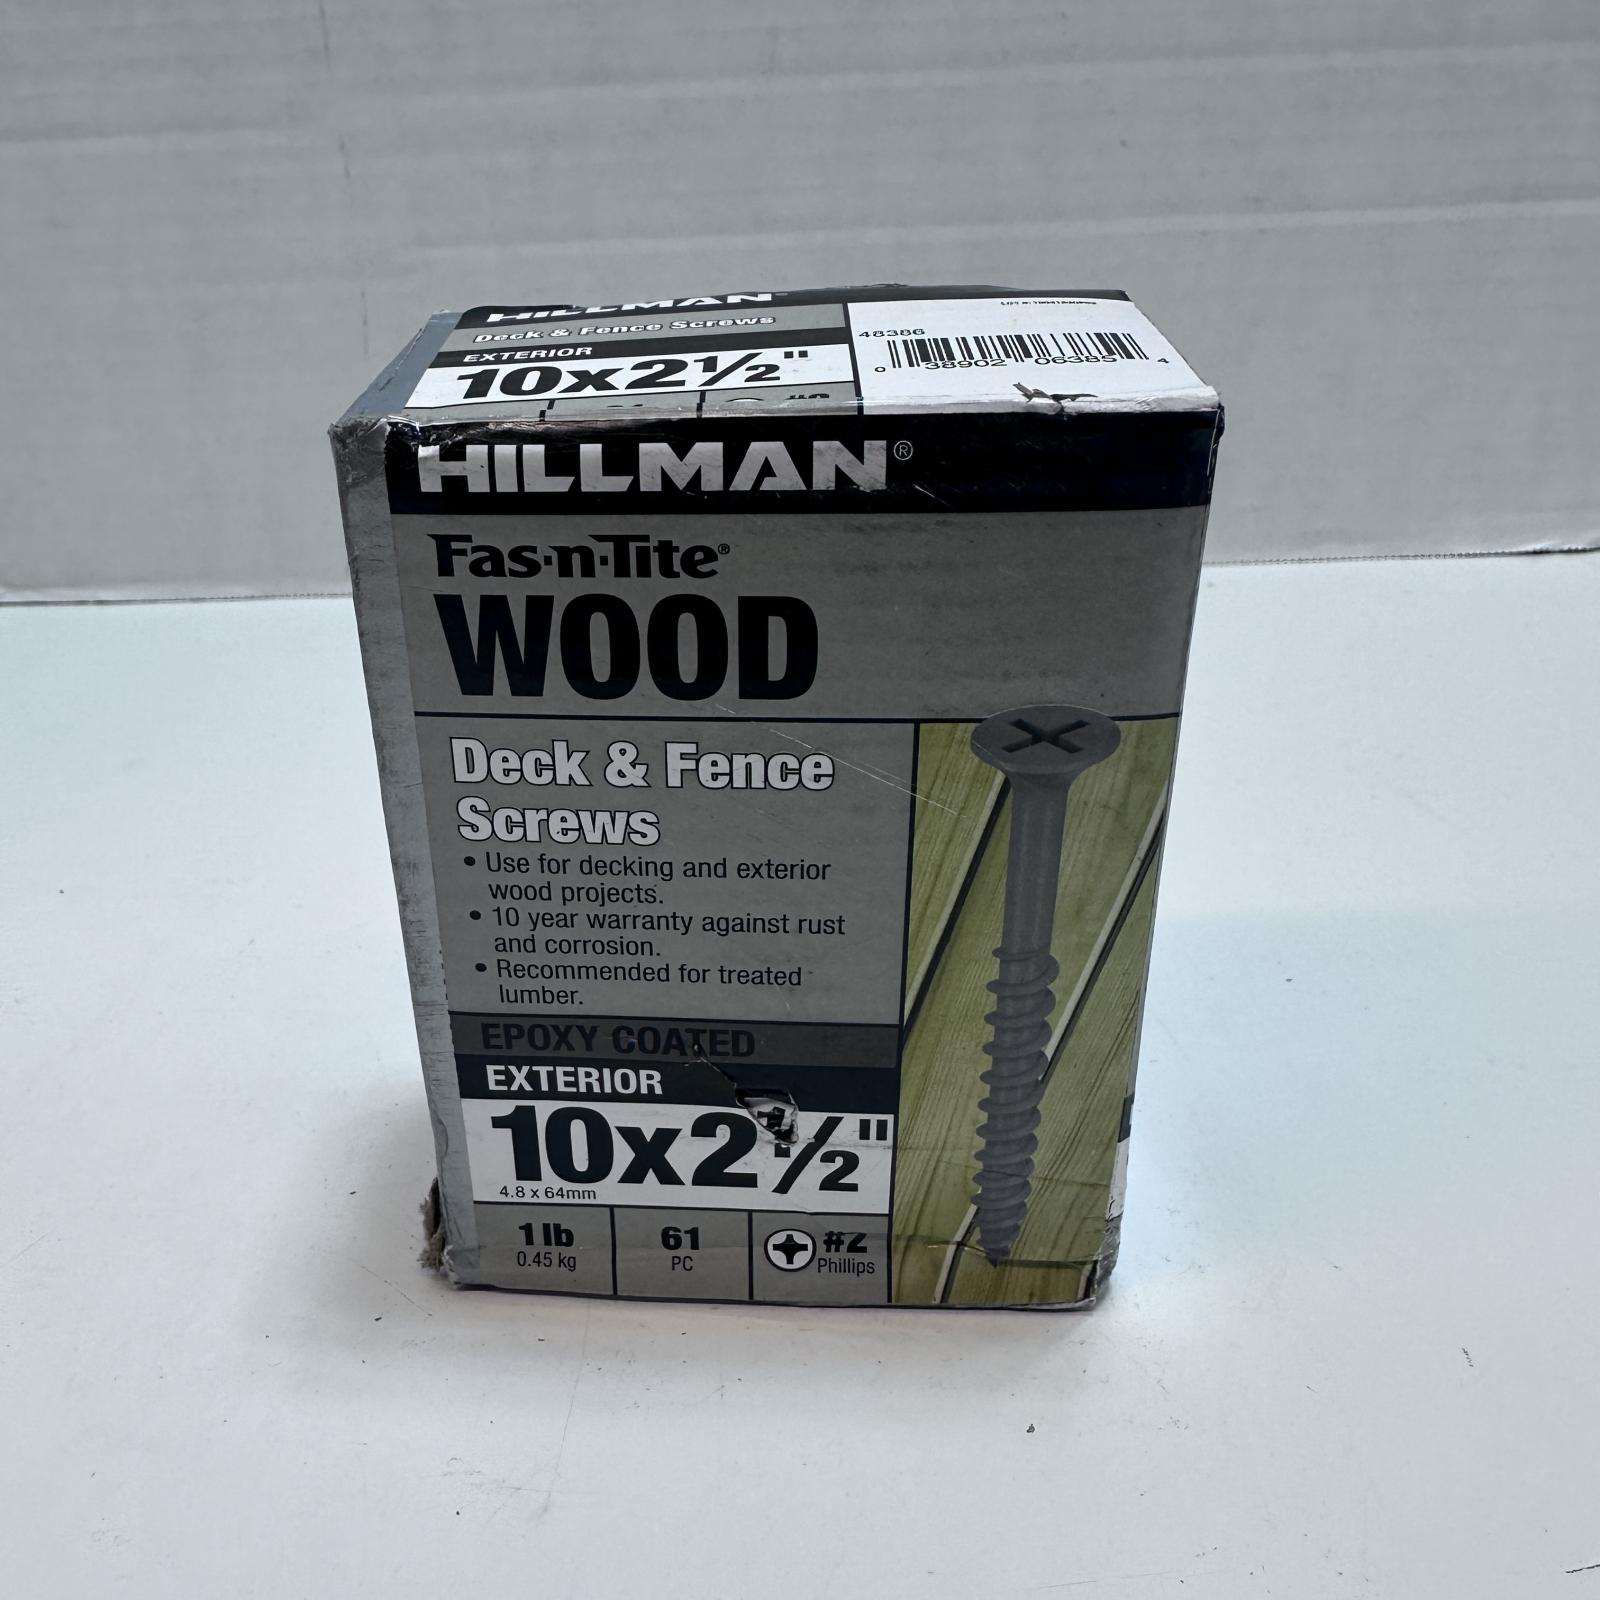 HILLMAN
Deck & Fence Screws
EXTERIOR
10x2½"
48386
0 38902 06385 4
HILLMAN®
Fas·n·Tite®
WOOD
Deck & Fence
Screws
• Use for decking and exterior
wood projects.
• 10 year warranty against rust
and corrosion.
• Recommended for treated
lumber.
EPOXY COATED
EXTERIOR
10x2½"
4.8 x 64mm
1 lb
0.45 kg
61
PC
#2
Phillips